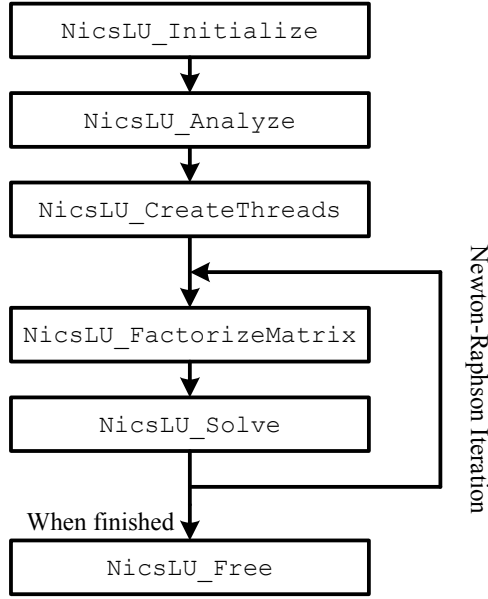 NicsLU_Initialize
NicsLU_Analyze
NicsLU_CreateThreads
NicsLU_FactorizeMatrix
NicsLU_Solve
Newton-Raphson Iteration
When finished
NicsLU_Free